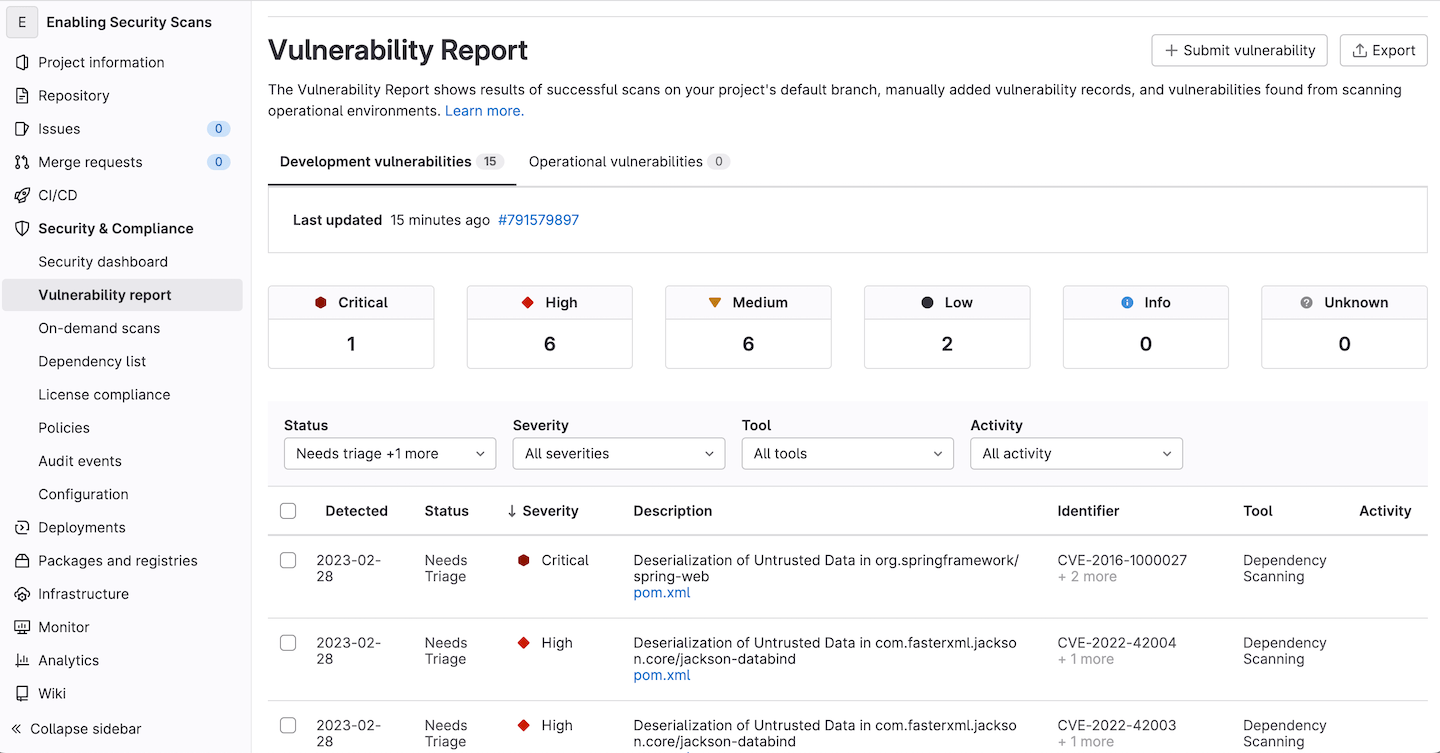 E Enabling Security Scans
Project information
Repository
Issues 0
Merge requests 0
CI/CD
Security & Compliance
Security dashboard
Vulnerability report
On-demand scans
Dependency list
License compliance
Policies
Audit events
Configuration
Deployments
Packages and registries
Infrastructure
Monitor
Analytics
Wiki
Collapse sidebar
Vulnerability Report
Submit vulnerability
Export
The Vulnerability Report shows results of successful scans on your project's default branch, manually added vulnerability records, and vulnerabilities found from scanning
operational environments. Learn more.
Development vulnerabilities 15 Operational vulnerabilities 0
Last updated 15 minutes ago #791579897
Critical High Medium Low Info Unknown
1 6 6 2 0 0
Status Severity Tool Activity
Needs triage +1 more All severities All tools All activity
Detected Status Severity Description Identifier Tool Activity
2023-02- Needs Critical Deserialization of Untrusted Data in org.springframework/ CVE-2016-1000027 Dependency
28 Triage spring-web + 2 more Scanning
pom.xml
2023-02- Needs High Deserialization of Untrusted Data in com.fasterxml.jackso CVE-2022-42004 Dependency
28 Triage n.core/jackson-databind + 1 more Scanning
pom.xml
2023-02- Needs High Deserialization of Untrusted Data in com.fasterxml.jackso CVE-2022-42003 Dependency
28 Triage n.core/jackson-databind + 1 more Scanning